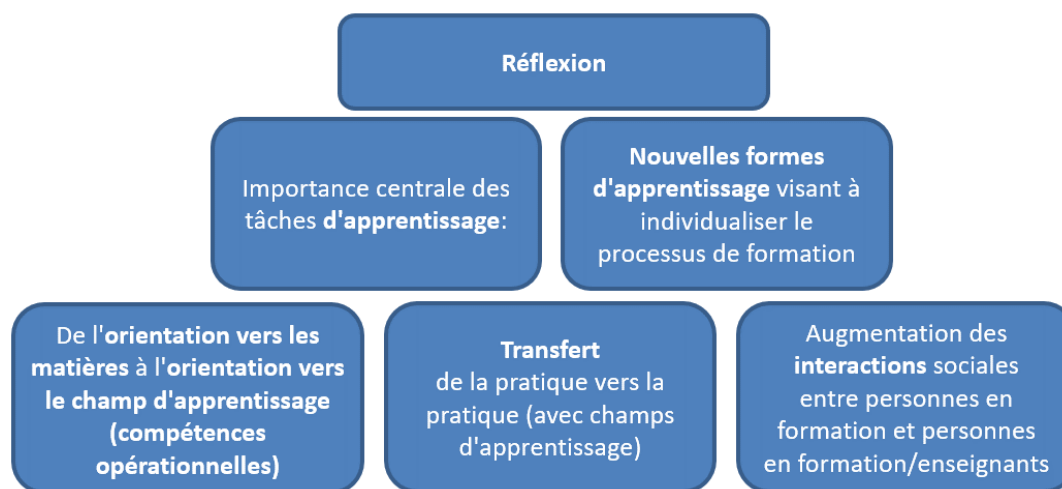 Réflexion
Importance centrale des
tâches d'apprentissage:
Nouvelles formes
d'apprentissage visant à
individualiser le
processus de formation
De l'orientation vers les
matières à l'orientation vers
le champ d'apprentissage
(compétences
opérationnelles)
Transfert
de la pratique vers la
pratique (avec champs
d'apprentissage)
Augmentation des
interactions sociales
entre personnes en
formation et personnes
en formation/enseignants